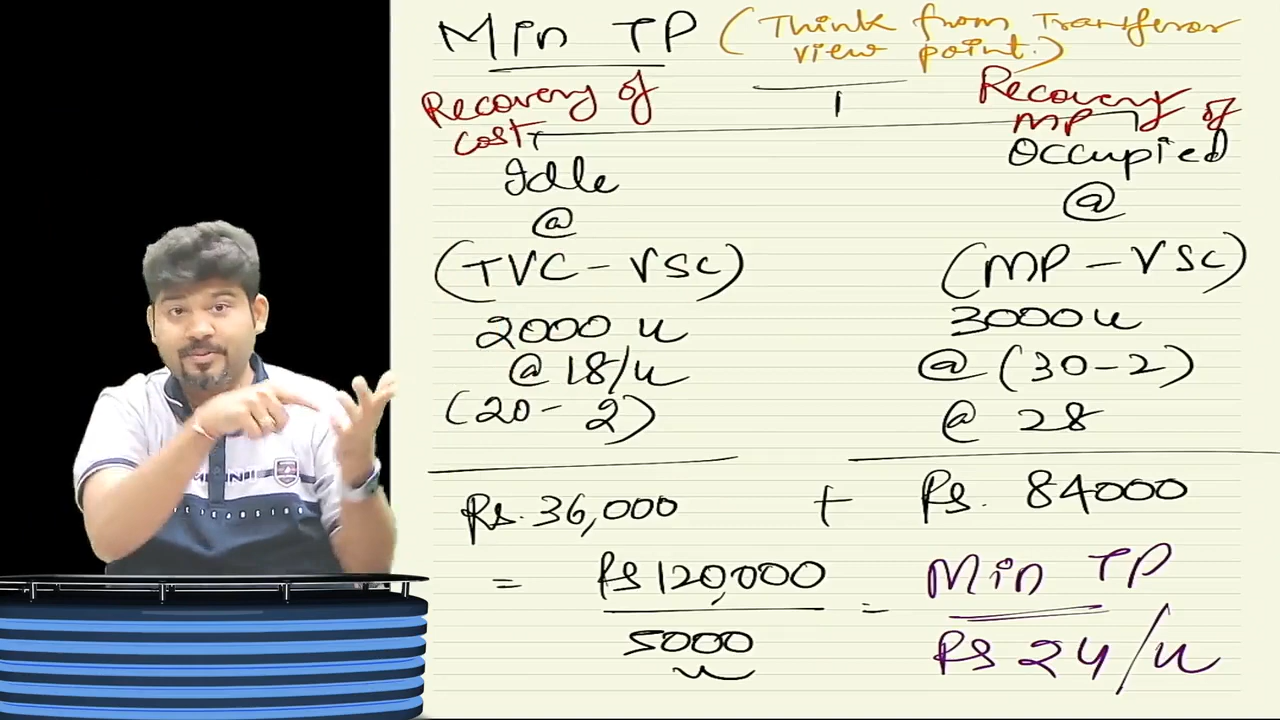 Min TP (Think from Transferor
view point.)
Recovery of
cost
Idle
@
(TVC - VSC)
2000 u
@ 18/u
(20 - 2)
Rs. 36,000
Recovery of
MP
Occupied
@
(MP - VSC)
3000 u
@ (30 - 2)
@ 28
+ Rs. 84000
= Rs 120,000
5000
u
= Min TP
Rs 24/u